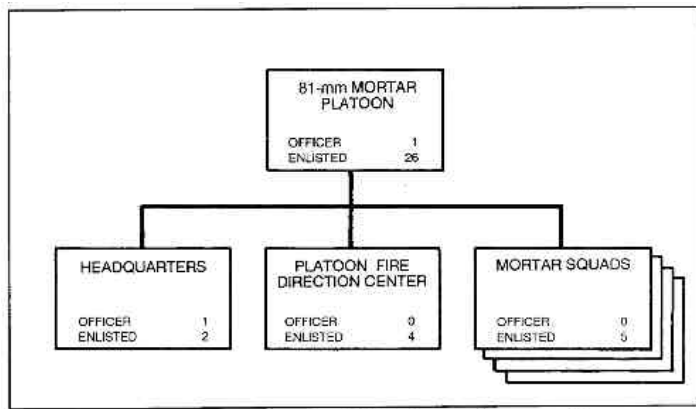 81-mm MORTAR
PLATOON
OFFICER 1
ENLISTED 26
HEADQUARTERS
OFFICER 1
ENLISTED 2
PLATOON FIRE
DIRECTION CENTER
OFFICER 0
ENLISTED 4
MORTAR SQUADS
OFFICER 0
ENLISTED 5